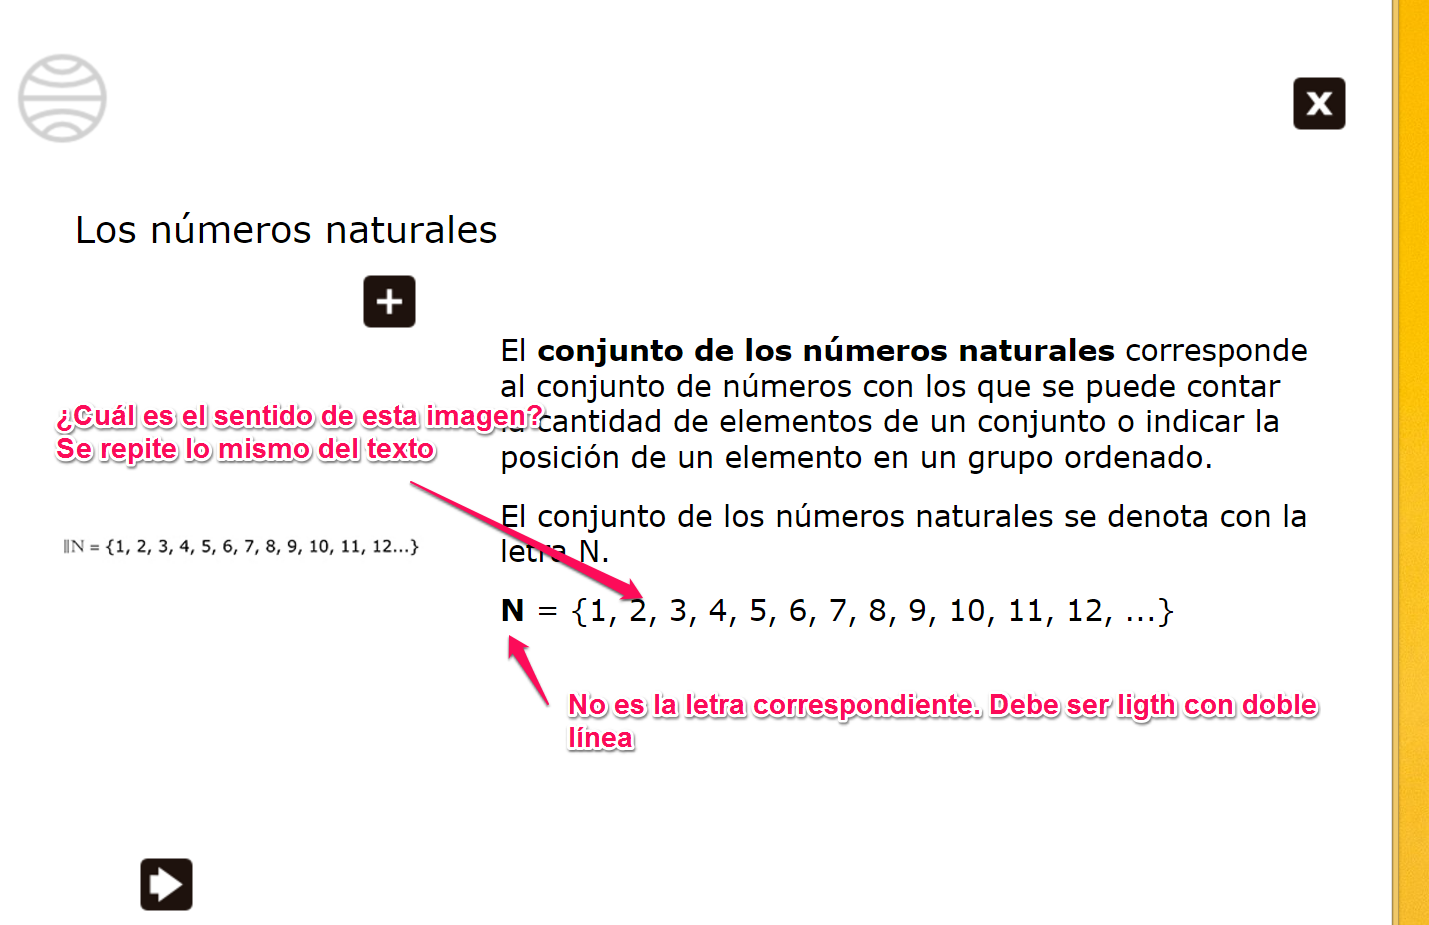 X
Los números naturales
+
El conjunto de los números naturales corresponde
al conjunto de números con los que se puede contar
la cantidad de elementos de un conjunto o indicar la
posición de un elemento en un grupo ordenado.
¿Cuál es el sentido de esta imagen?
Se repite lo mismo del texto
El conjunto de los números naturales se denota con la
letra N.
ℕ = {1, 2, 3, 4, 5, 6, 7, 8, 9, 10, 11, 12...}
N = {1, 2, 3, 4, 5, 6, 7, 8, 9, 10, 11, 12, ...}
No es la letra correspondiente. Debe ser ligth con doble
línea